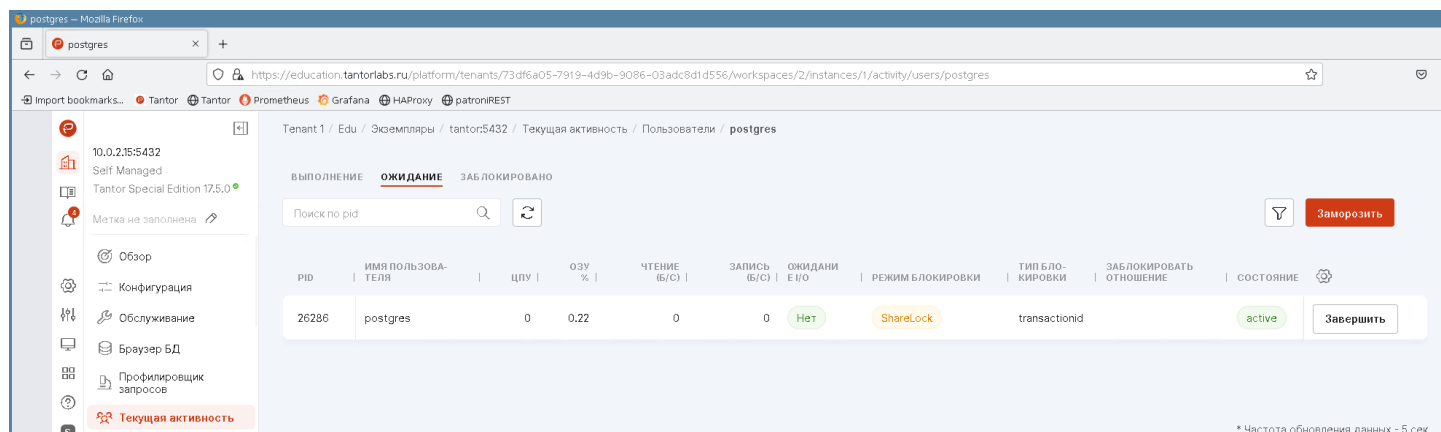 postgres — Mozilla Firefox
postgres × +
https://education.tantorlabs.ru/platform/tenants/73df6a05-7919-4d9b-9086-03adc8d1d556/workspaces/2/instances/1/activity/users/postgres
Import bookmarks... Tantor Tantor Prometheus Grafana HAProxy patroniREST
Tenant 1 / Edu / Экземпляры / tantor:5432 / Текущая активность / Пользователи / postgres
10.0.2.15:5432
Self Managed
Tantor Special Edition 17.5.0
4
Метка не заполнена
Обзор
Конфигурация
Обслуживание
Браузер БД
Профилировщик
запросов
Текущая активность
S
ВЫПОЛНЕНИЕ ОЖИДАНИЕ ЗАБЛОКИРОВАНО
Поиск по pid
Заморозить
PID | ИМЯ ПОЛЬЗОВА-
ТЕЛЯ | ЦПУ | ОЗУ
% | ЧТЕНИЕ
(Б/С) | ЗАПИСЬ
(Б/С) | ОЖИДАНИ
Е I/O | РЕЖИМ БЛОКИРОВКИ | ТИП БЛО-
КИРОВКИ | ЗАБЛОКИРОВАТЬ
ОТНОШЕНИЕ | СОСТОЯНИЕ
26286 postgres 0 0.22 0 0 Нет ShareLock transactionid active Завершить
* Частота обновления данных - 5 сек